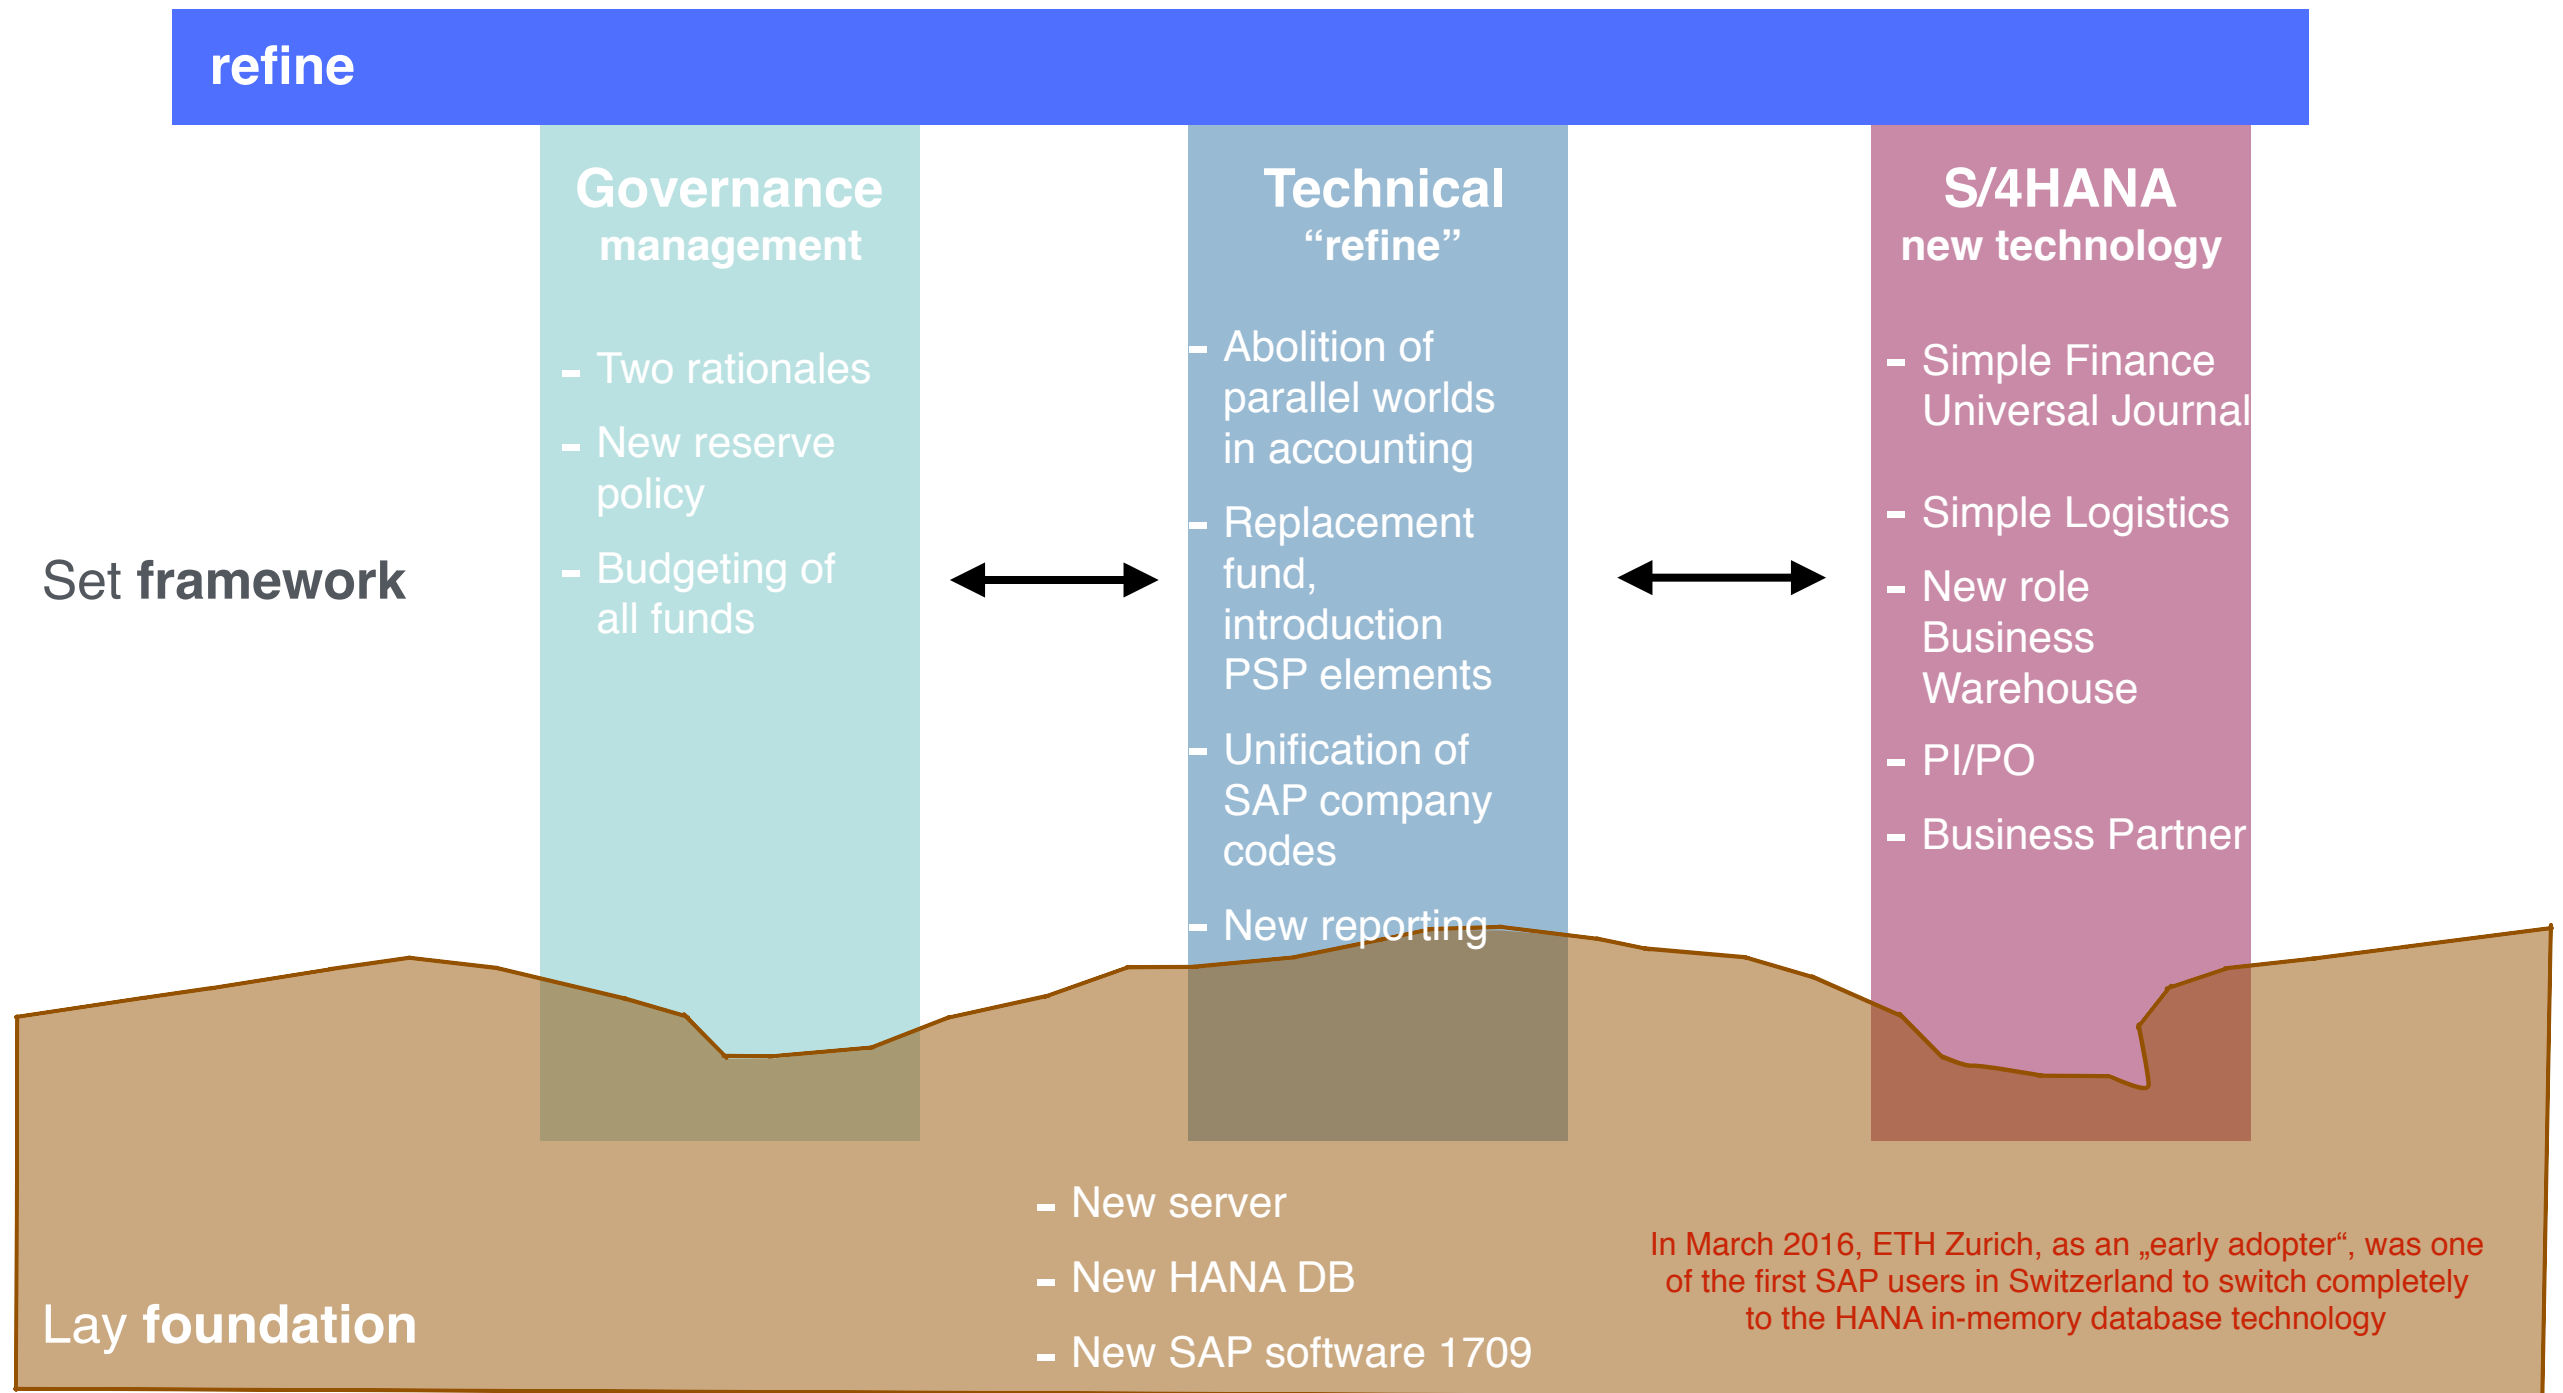 refine
Governance
management
- Two rationales
- New reserve
policy
- Budgeting of
all funds
Technical
“refine”
- Abolition of
parallel worlds
in accounting
- Replacement
fund,
introduction
PSP elements
- Unification of
SAP company
codes
- New reporting
S/4HANA
new technology
- Simple Finance
Universal Journal
- Simple Logistics
- New role
Business
Warehouse
- PI/PO
- Business Partner
Set framework
Lay foundation
- New server
- New HANA DB
- New SAP software 1709
In March 2016, ETH Zurich, as an „early adopter“, was one
of the first SAP users in Switzerland to switch completely
to the HANA in-memory database technology